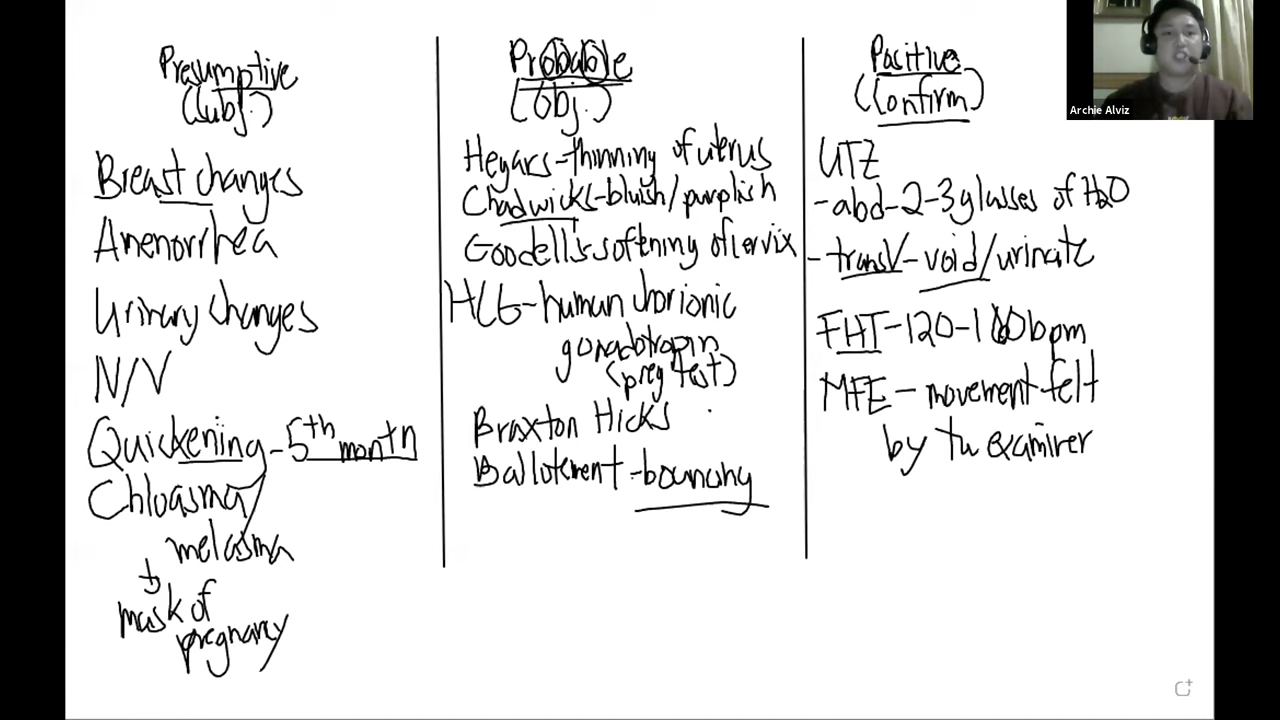 Presumptive
(Subj.)
Breast changes
Amenorrhea
Urinary changes
N/V
Quickening - 5th month
Chloasma/
melasma
mask of
pregnancy
Probable
(Obj.)
Hegars - thinning of uterus
Chadwicks - bluish/purplish
Goodell's - softening of cervix
HCG - human chorionic
gonadotropin
(preg test)
Braxton Hicks
Ballotement - bouncing
Positive
(Confirm)
UTZ
- abd - 2-3 glasses of H2O
- transV - void/urinate
FHT - 120-160 bpm
MFE - movement felt
by the examiner
Archie Alviz